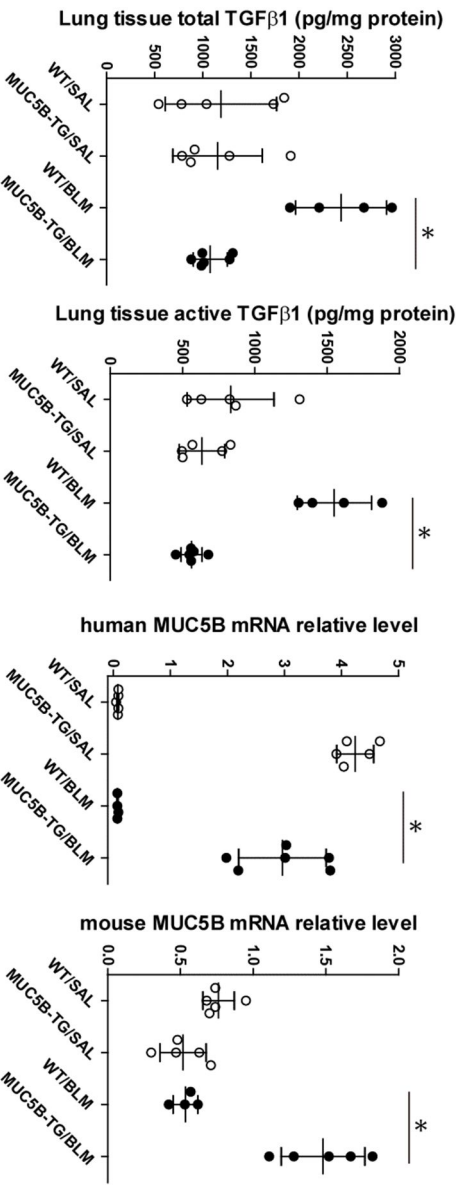 Lung tissue total TGFβ1 (pg/mg protein)
3000
2500
2000
1500
1000
500
0
*
WT/SAL
MUC5B-TG/SAL
WT/BLM
MUC5B-TG/BLM
Lung tissue active TGFβ1 (pg/mg protein)
2000
1500
1000
500
0
*
WT/SAL
MUC5B-TG/SAL
WT/BLM
MUC5B-TG/BLM
human MUC5B mRNA relative level
5
4
3
2
1
0
*
WT/SAL
MUC5B-TG/SAL
WT/BLM
MUC5B-TG/BLM
mouse MUC5B mRNA relative level
2.0
1.5
1.0
0.5
0.0
*
WT/SAL
MUC5B-TG/SAL
WT/BLM
MUC5B-TG/BLM